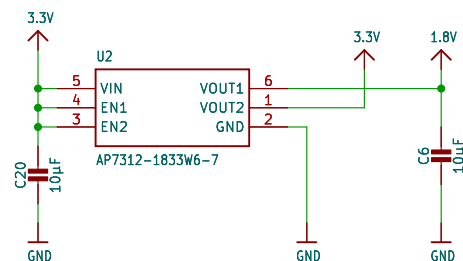 3.3V
3.3V
1.8V
U2
5 VIN VOUT1 6
4 EN1 VOUT2 1
3 EN2 GND 2
AP7312-1833W6-7
C20 10µF
C6 10µF
GND
GND
GND